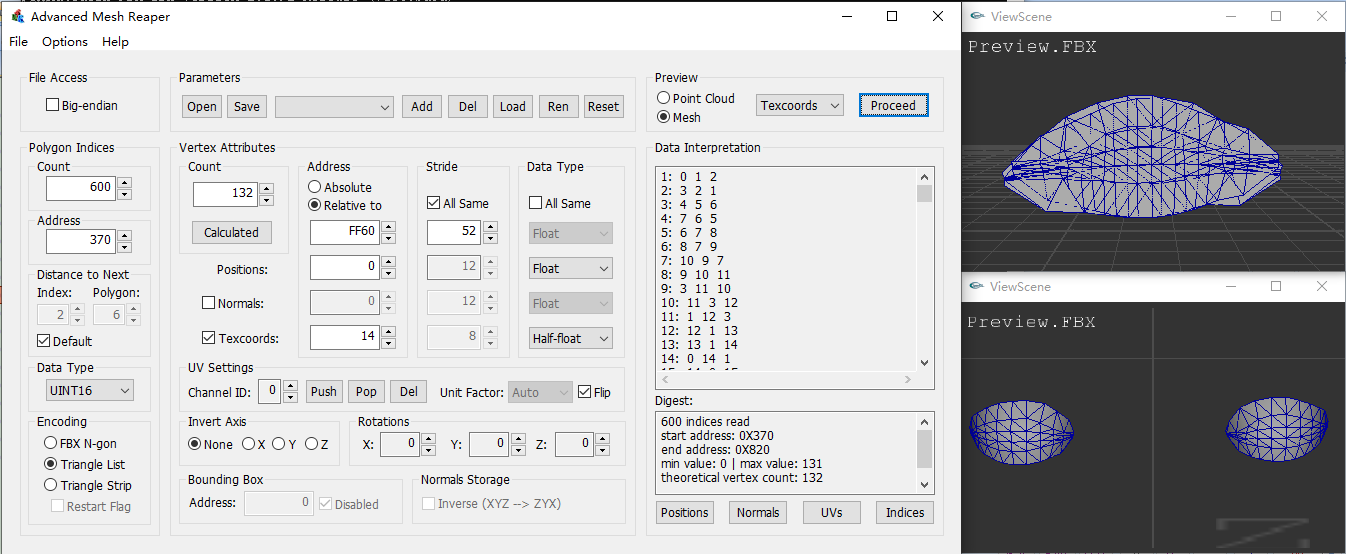 Advanced Mesh Reaper
File Options Help
File Access
Big-endian
Parameters
Open Save Add Del Load Ren Reset
Preview
Point Cloud
Mesh
Texcoords
Proceed
Polygon Indices
Count
600
Address
370
Distance to Next
Index: Polygon:
2 6
Default
Data Type
UINT16
Encoding
FBX N-gon
Triangle List
Triangle Strip
Restart Flag
Vertex Attributes
Count
132
Calculated
Address
Absolute
Relative to
FF60
Stride
All Same
52
Data Type
All Same
Float
Positions: 0 12 Float
Normals: 0 12 Float
Texcoords: 14 8 Half-float
UV Settings
Channel ID: 0 Push Pop Del Unit Factor: Auto Flip
Invert Axis
None X Y Z
Rotations
X: 0 Y: 0 Z: 0
Bounding Box
Address: 0 Disabled
Normals Storage
Inverse (XYZ --> ZYX)
Data Interpretation
1: 0 1 2
2: 3 2 1
3: 4 5 6
4: 7 6 5
5: 6 7 8
6: 8 7 9
7: 10 9 7
8: 9 10 11
9: 3 11 10
10: 11 3 12
11: 1 12 3
12: 12 1 13
13: 13 1 14
14: 0 14 1
Digest:
600 indices read
start address: 0X370
end address: 0X820
min value: 0 | max value: 131
theoretical vertex count: 132
Positions Normals UVs Indices
ViewScene
Preview.FBX
ViewScene
Preview.FBX